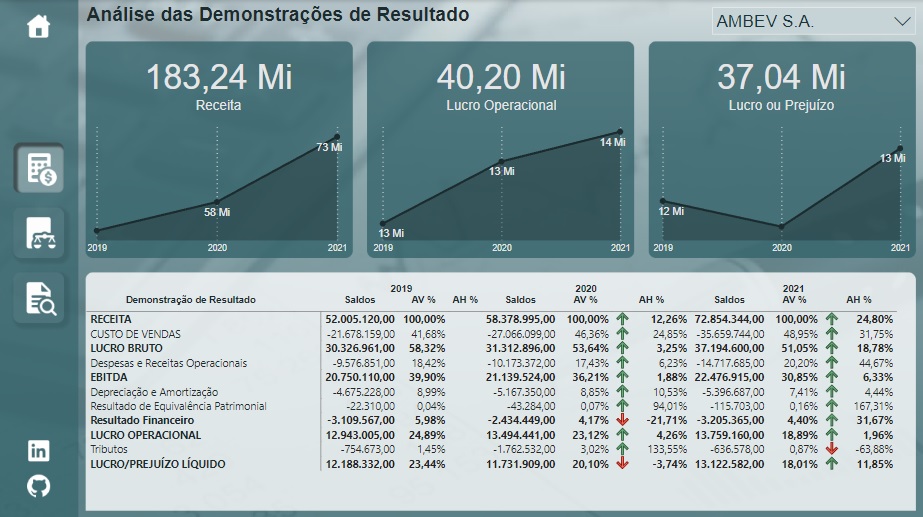 Análise das Demonstrações de Resultado
AMBEV S.A.
183,24 Mi
Receita
73 Mi
58 Mi
2019 2020 2021
40,20 Mi
Lucro Operacional
14 Mi
13 Mi
13 Mi
2019 2020 2021
37,04 Mi
Lucro ou Prejuízo
13 Mi
12 Mi
2019 2020 2021
2019 2020 2021
Demonstração de Resultado Saldos AV % AH % Saldos AV % AH % Saldos AV % AH %
RECEITA 52.005.120,00 100,00% 58.378.995,00 100,00% 12,26% 72.854.344,00 100,00% 24,80%
CUSTO DE VENDAS -21.678.159,00 41,68% -27.066.099,00 46,36% 24,85% -35.659.744,00 48,95% 31,75%
LUCRO BRUTO 30.326.961,00 58,32% 31.312.896,00 53,64% 3,25% 37.194.600,00 51,05% 18,78%
Despesas e Receitas Operacionais -9.576.851,00 18,42% -10.173.372,00 17,43% 6,23% -14.717.685,00 20,20% 44,67%
EBITDA 20.750.110,00 39,90% 21.139.524,00 36,21% 1,88% 22.476.915,00 30,85% 6,33%
Depreciação e Amortização -4.675.228,00 8,99% -5.167.350,00 8,85% 10,53% -5.396.687,00 7,41% 4,44%
Resultado de Equivalência Patrimonial -22.310,00 0,04% -43.284,00 0,07% 94,01% -115.703,00 0,16% 167,31%
Resultado Financeiro -3.109.567,00 5,98% -2.434.449,00 4,17% -21,71% -3.205.365,00 4,40% 31,67%
LUCRO OPERACIONAL 12.943.005,00 24,89% 13.494.441,00 23,12% 4,26% 13.759.160,00 18,89% 1,96%
Tributos -754.673,00 1,45% -1.762.532,00 3,02% 133,55% -636.578,00 0,87% -63,88%
LUCRO/PREJUÍZO LÍQUIDO 12.188.332,00 23,44% 11.731.909,00 20,10% -3,74% 13.122.582,00 18,01% 11,85%
in